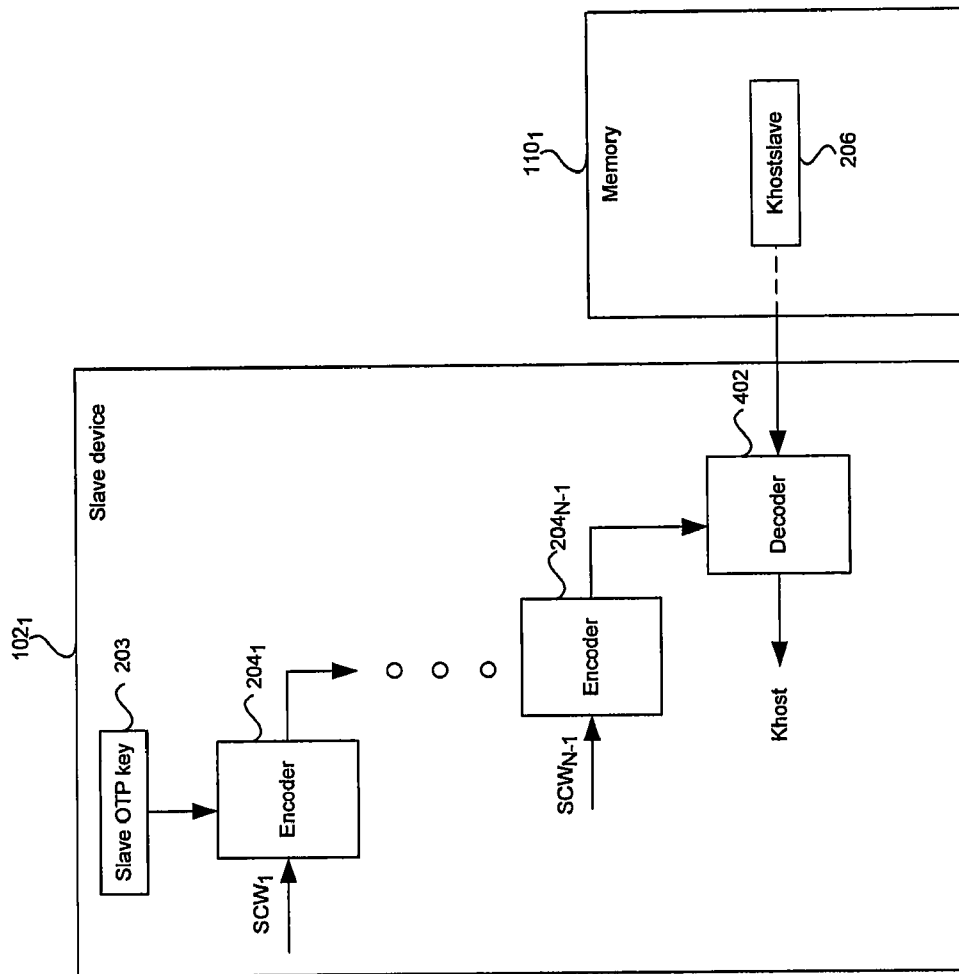 102₁
Slave device
Slave OTP key
203
204₁
Encoder
SCW₁
204N-1
Encoder
SCWN-1
402
Decoder
Khost
110₁
Memory
Khostslave
206